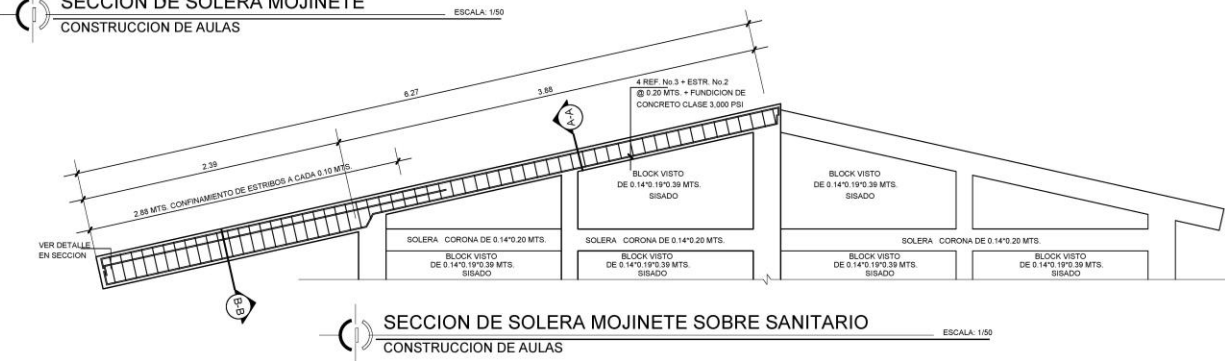 SECCION DE SOLERA MOJINETE
ESCALA: 1/50
CONSTRUCCION DE AULAS
6.27
3.88
4 REF. No.3 + ESTR. No.2
@ 0.20 MTS. + FUNDICION DE
CONCRETO CLASE 3,000 PSI
A-A
2.39
2.88 MTS. CONFINAMIENTO DE ESTRIBOS A CADA 0.10 MTS.
BLOCK VISTO
DE 0.14*0.19*0.39 MTS.
SISADO
BLOCK VISTO
DE 0.14*0.19*0.39 MTS.
SISADO
VER DETALLE
EN SECCION
SOLERA CORONA DE 0.14*0.20 MTS.
SOLERA CORONA DE 0.14*0.20 MTS.
SOLERA CORONA DE 0.14*0.20 MTS.
BLOCK VISTO
DE 0.14*0.19*0.39 MTS.
SISADO
BLOCK VISTO
DE 0.14*0.19*0.39 MTS.
SISADO
BLOCK VISTO
DE 0.14*0.19*0.39 MTS.
SISADO
BLOCK VISTO
DE 0.14*0.19*0.39 MTS.
SISADO
B-B
SECCION DE SOLERA MOJINETE SOBRE SANITARIO
ESCALA: 1/50
CONSTRUCCION DE AULAS